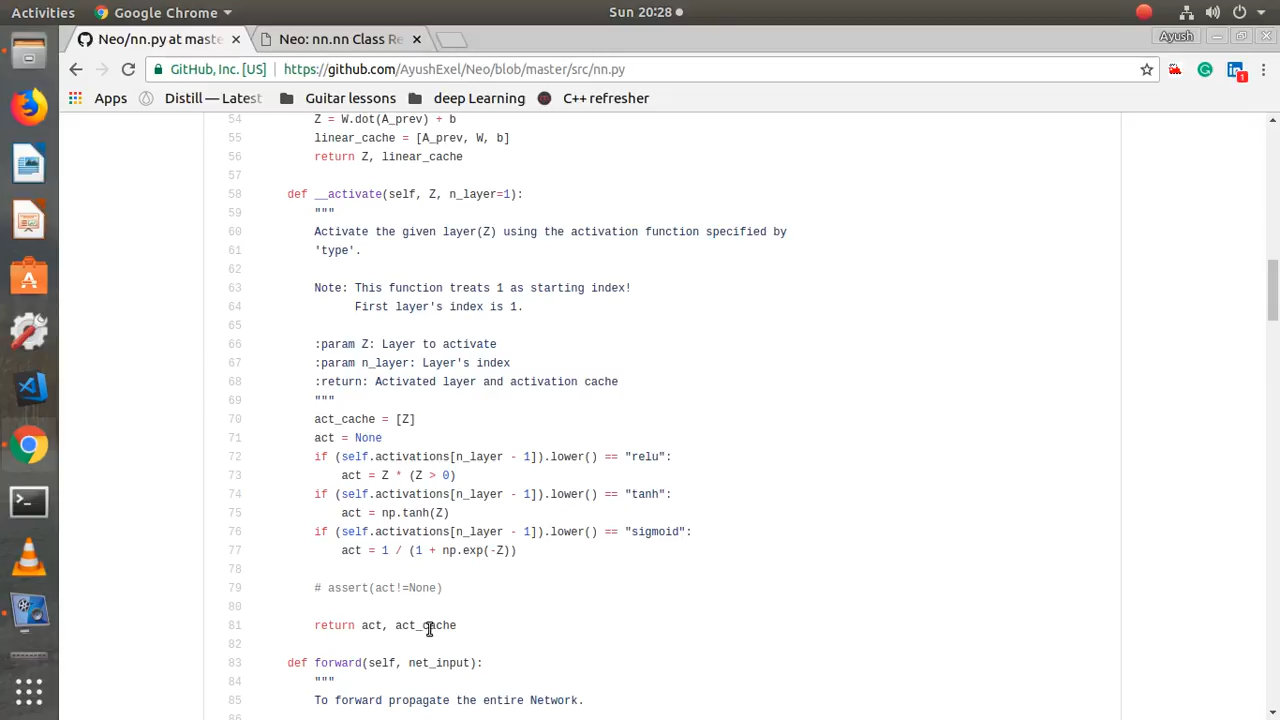 Activities Google Chrome Sun 20:28
Neo/nn.py at maste Neo: nn.nn Class Re Ayush
GitHub, Inc. [US] https://github.com/AyushExel/Neo/blob/master/src/nn.py 1
Apps Distill — Latest Guitar lessons deep Learning C++ refresher
54 Z = W.dot(A_prev) + b
55 linear_cache = [A_prev, W, b]
56 return Z, linear_cache
57
58 def __activate(self, Z, n_layer=1):
59 """
60 Activate the given layer(Z) using the activation function specified by
61 'type'.
62
63 Note: This function treats 1 as starting index!
64 First layer's index is 1.
65
66 :param Z: Layer to activate
67 :param n_layer: Layer's index
68 :return: Activated layer and activation cache
69 """
70 act_cache = [Z]
71 act = None
72 if (self.activations[n_layer - 1]).lower() == "relu":
73 act = Z * (Z > 0)
74 if (self.activations[n_layer - 1]).lower() == "tanh":
75 act = np.tanh(Z)
76 if (self.activations[n_layer - 1]).lower() == "sigmoid":
77 act = 1 / (1 + np.exp(-Z))
78
79 # assert(act!=None)
80
81 return act, act_cache
82
83 def forward(self, net_input):
84 """
85 To forward propagate the entire Network.